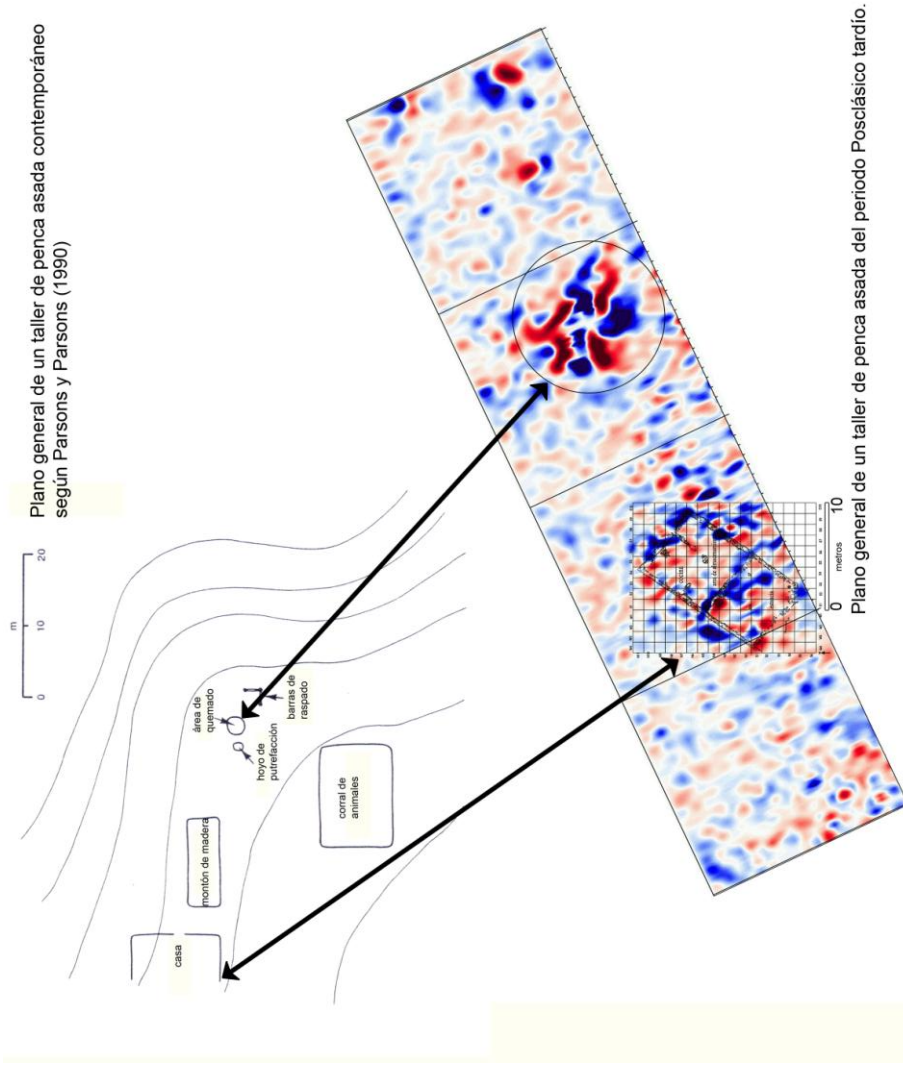 Plano general de un taller de penca asada contemporáneo
según Parsons y Parsons (1990)
m
0 10 20
casa
montón de madera
área de
quemado
hoyo de
putrefacción
barras de
raspado
corral de
animales
0 10
metros
Plano general de un taller de penca asada del periodo Posclásico tardío.